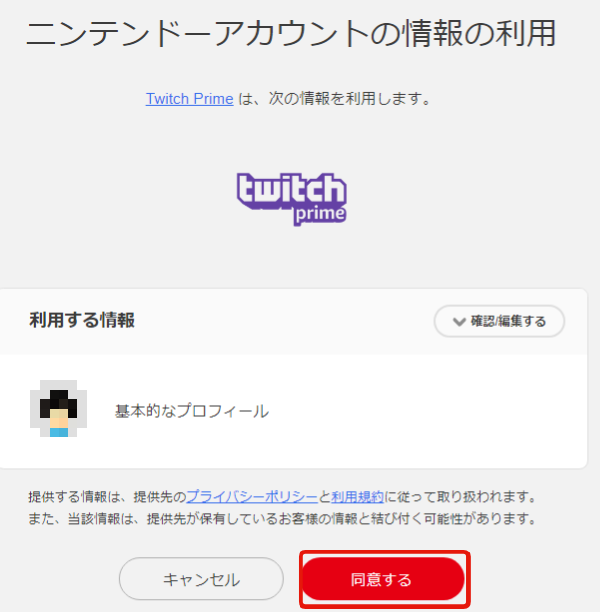 ニンテンドーアカウントの情報の利用
Twitch Prime は、次の情報を利用します。
twitch
prime
利用する情報
確認/編集する
基本的なプロフィール
提供する情報は、提供先のプライバシーポリシーと利用規約に従って取り扱われます。
また、当該情報は、提供先が保有しているお客様の情報と結び付く可能性があります。
キャンセル
同意する